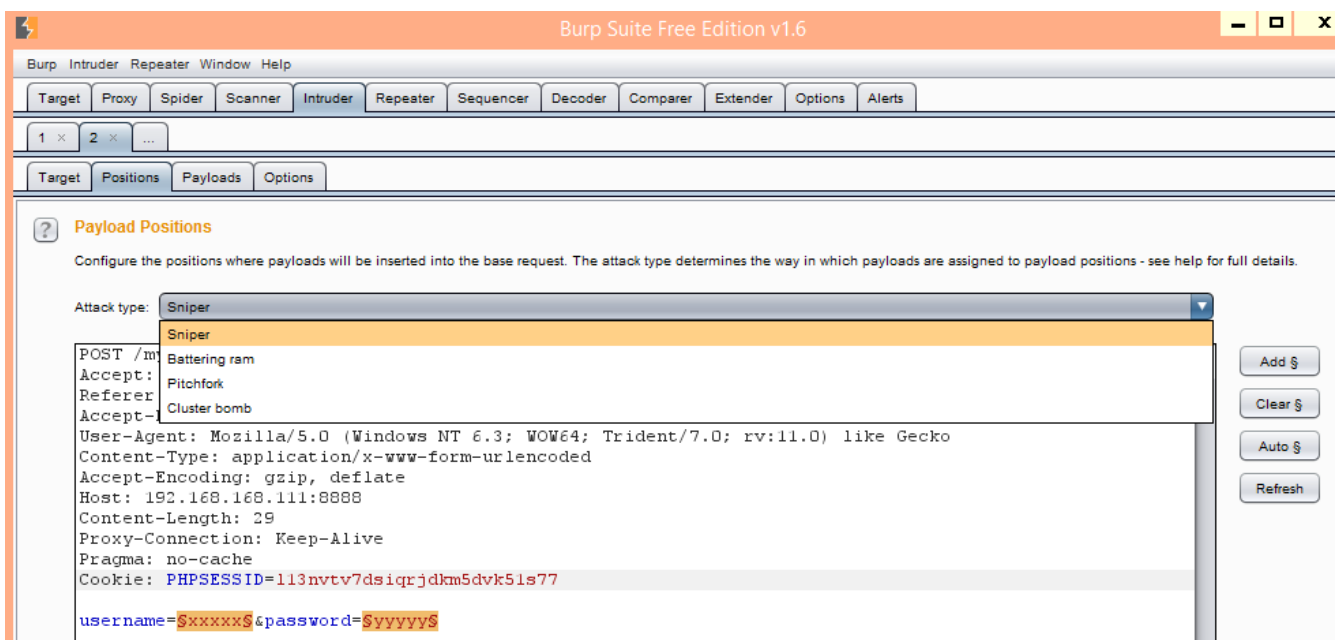 Burp Suite Free Edition v1.6
Burp Intruder Repeater Window Help
Target Proxy Spider Scanner Intruder Repeater Sequencer Decoder Comparer Extender Options Alerts
1 × 2 × ...
Target Positions Payloads Options
? Payload Positions
Configure the positions where payloads will be inserted into the base request. The attack type determines the way in which payloads are assigned to payload positions - see help for full details.
Attack type: Sniper
Sniper
Battering ram
Pitchfork
Cluster bomb
POST /my
Accept:
Referer
Accept-
User-Agent: Mozilla/5.0 (Windows NT 6.3; WOW64; Trident/7.0; rv:11.0) like Gecko
Content-Type: application/x-www-form-urlencoded
Accept-Encoding: gzip, deflate
Host: 192.168.168.111:8888
Content-Length: 29
Proxy-Connection: Keep-Alive
Pragma: no-cache
Cookie: PHPSESSID=l13nvtv7dsiqrjdkm5dvk51s77
username=§xxxxx§&password=§yyyyy§
Add §
Clear §
Auto §
Refresh